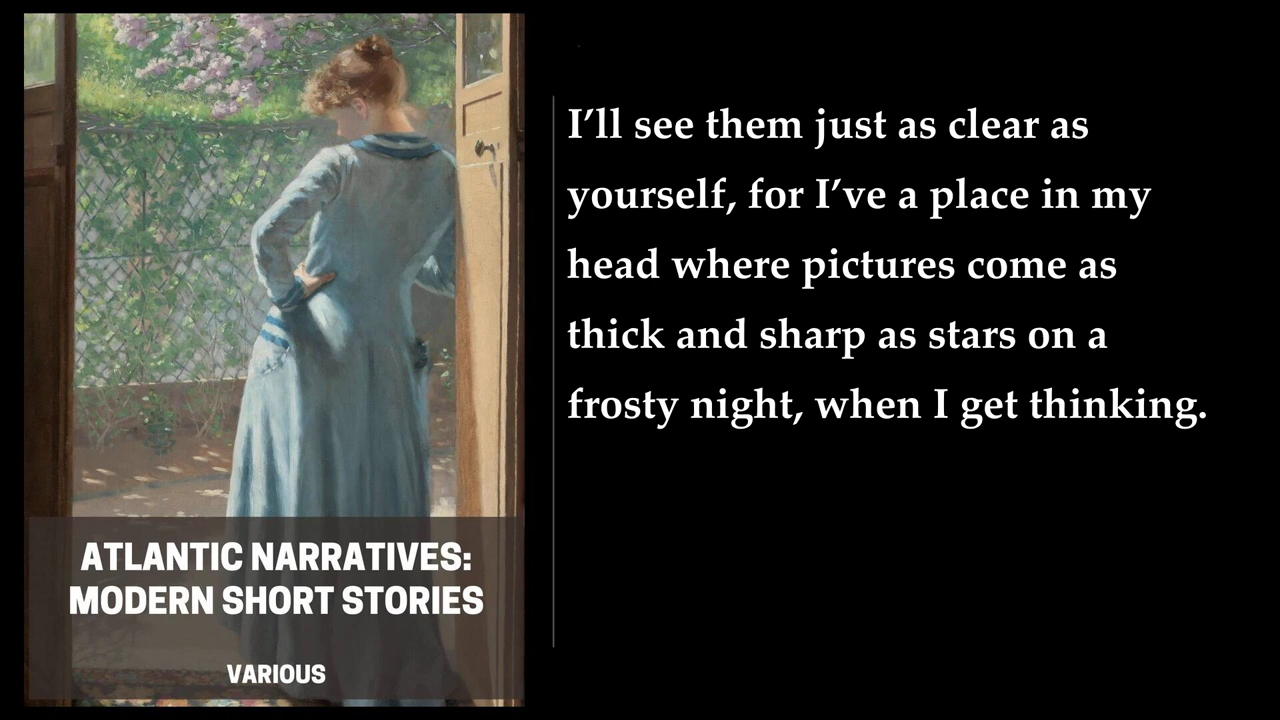 I’ll see them just as clear as
yourself, for I’ve a place in my
head where pictures come as
thick and sharp as stars on a
frosty night, when I get thinking.
ATLANTIC NARRATIVES:
MODERN SHORT STORIES
VARIOUS